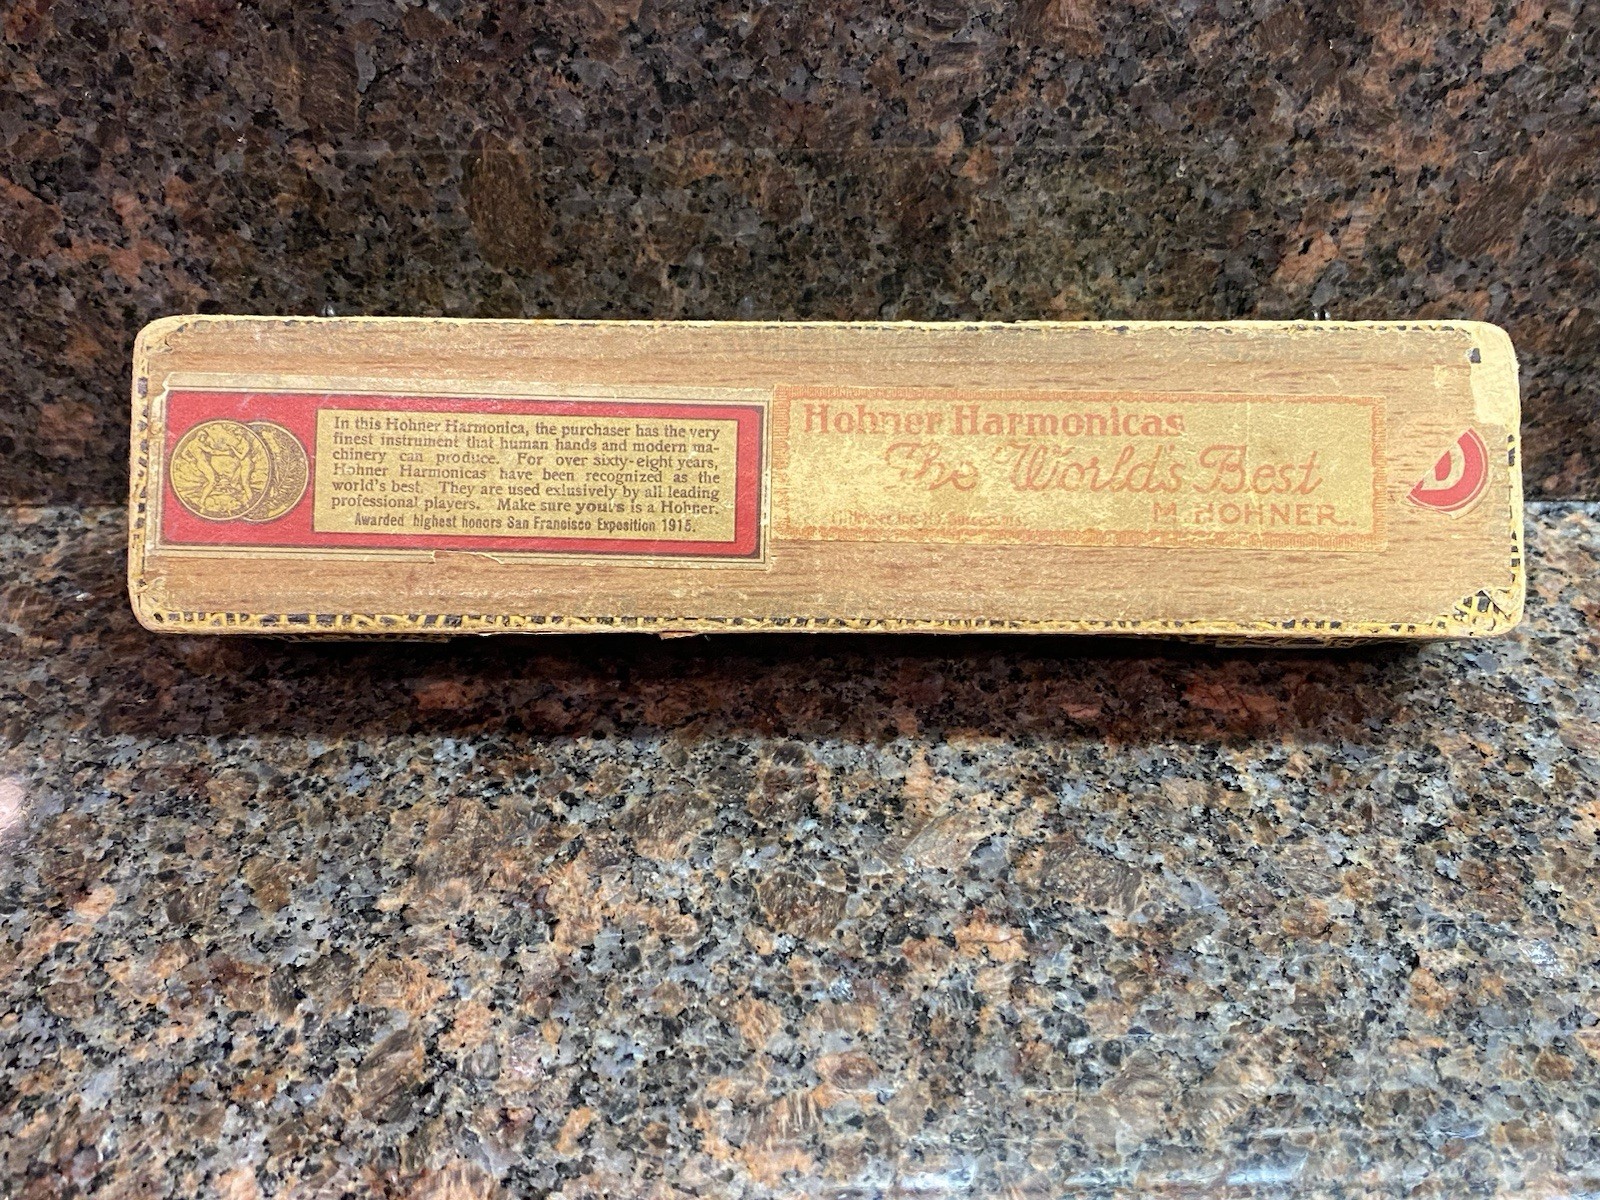 In this Hohner Harmonica, the purchaser has the very
finest instrument that human hands and modern ma-
chinery can produce. For over sixty-eight years,
Hohner Harmonicas have been recognized as the
world's best. They are used exlusively by all leading
professional players. Make sure yours is a Hohner.
Awarded highest honors San Francisco Exposition 1915.
Hohner Harmonicas
The World's Best
M. HOHNER
D